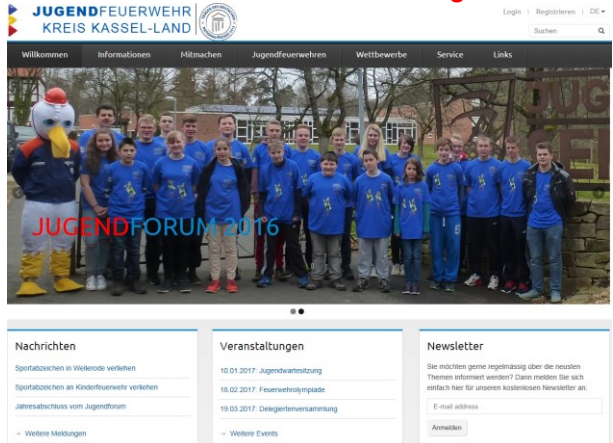 JUGENDFEUERWEHR
KREIS KASSEL-LAND
Login Registrieren DE
Suchen
Willkommen Informationen Mitmachen Jugendfeuerwehren Wettbewerbe Service Links
JUGENDFORUM 2016
Nachrichten
Sportabzeichen in Wellerode verliehen
Sportabzeichen an Kinderfeuerwehr verliehen
Jahresabschluss vom Jugendforum
→ Weitere Meldungen
Veranstaltungen
10.01.2017: Jugendwartesitzung
18.02.2017: Feuerwehrolympiade
19.03.2017: Delegiertenversammlung
→ Weitere Events
Newsletter
Sie möchten gerne regelmässig über die neusten
Themen informiert werden? Dann melden Sie sich
einfach hier für unseren kostenlosen Newsletter an:
E-mail address
Anmelden